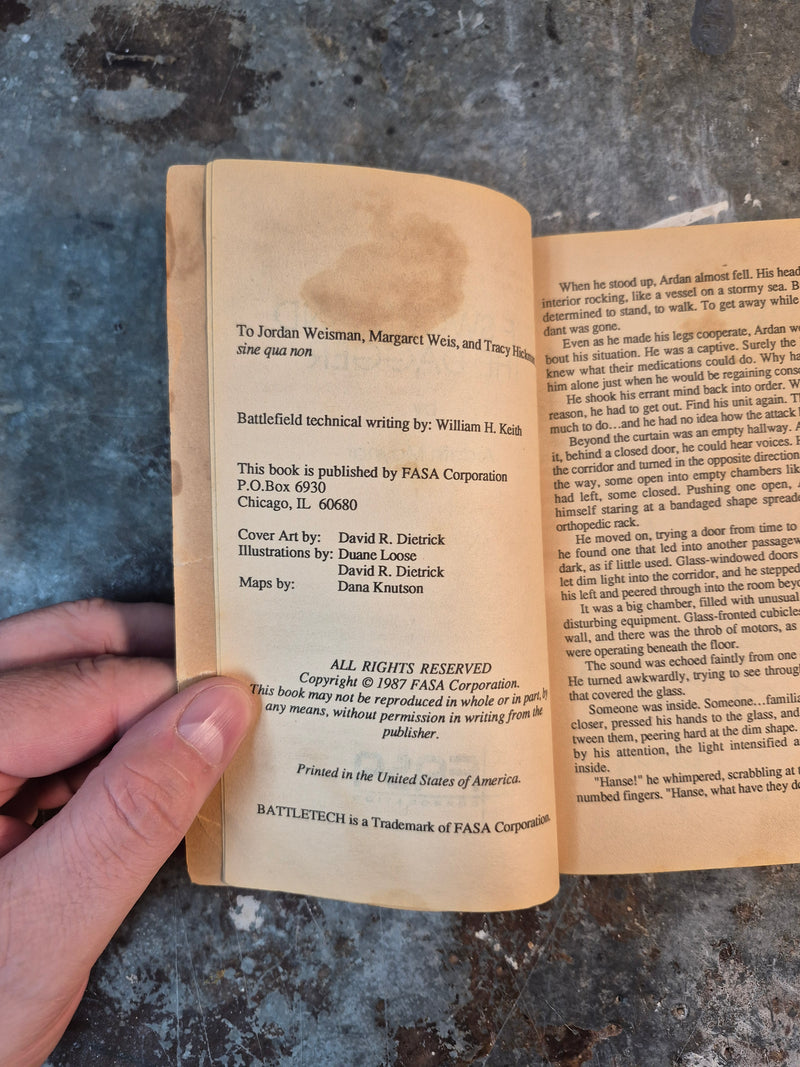 To Jordan Weisman, Margaret Weis, and Tracy
sine qua non
Battlefield technical writing by: William H. Keith
This book is published by FASA Corporation
P.O.Box 6930
Chicago, IL 60680
Cover Art by: David R. Dietrick
Illustrations by: Duane Loose
David R. Dietrick
Maps by: Dana Knutson
ALL RIGHTS RESERVED
Copyright © 1987 FASA Corporation.
This book may not be reproduced in whole or in part, by
any means, without permission in writing from the
publisher.
Printed in the United States of America.
BATTLETECH is a Trademark of FASA Corporation.
When he stood up, Ardan almost fell. His head
interior rocking, like a vessel on a stormy sea.
determined to stand, to walk. To get away while
dant was gone.
Even as he made his legs cooperate, Ardan
bout his situation. He was a captive. Surely the
knew what their medications could do. Why
him alone just when he would be regaining
He shook his errant mind back into order.
reason, he had to get out. Find his unit again.
much to do...and he had no idea how the attack
Beyond the curtain was an empty hallway.
it, behind a closed door, he could hear voices.
the corridor and turned in the opposite direction
the way, some open into empty chambers
had left, some closed. Pushing one open,
himself staring at a bandaged shape
orthopedic rack.
He moved on, trying a door from time to
he found one that led into another
dark, as if little used. Glass-windowed doors
let dim light into the corridor, and he stepped
his left and peered through into the room
It was a big chamber, filled with unusual
disturbing equipment. Glass-fronted
wall, and there was the throb of motors, as
were operating beneath the floor.
The sound was echoed faintly from one
He turned awkwardly, trying to see through
that covered the glass.
Someone was inside. Someone...
closer, pressed his hands to the glass, and
tween them, peering hard at the dim shape.
by his attention, the light intensified
inside.
"Hanse!" he whimpered, scrabbling at
numbed fingers. "Hanse, what have they